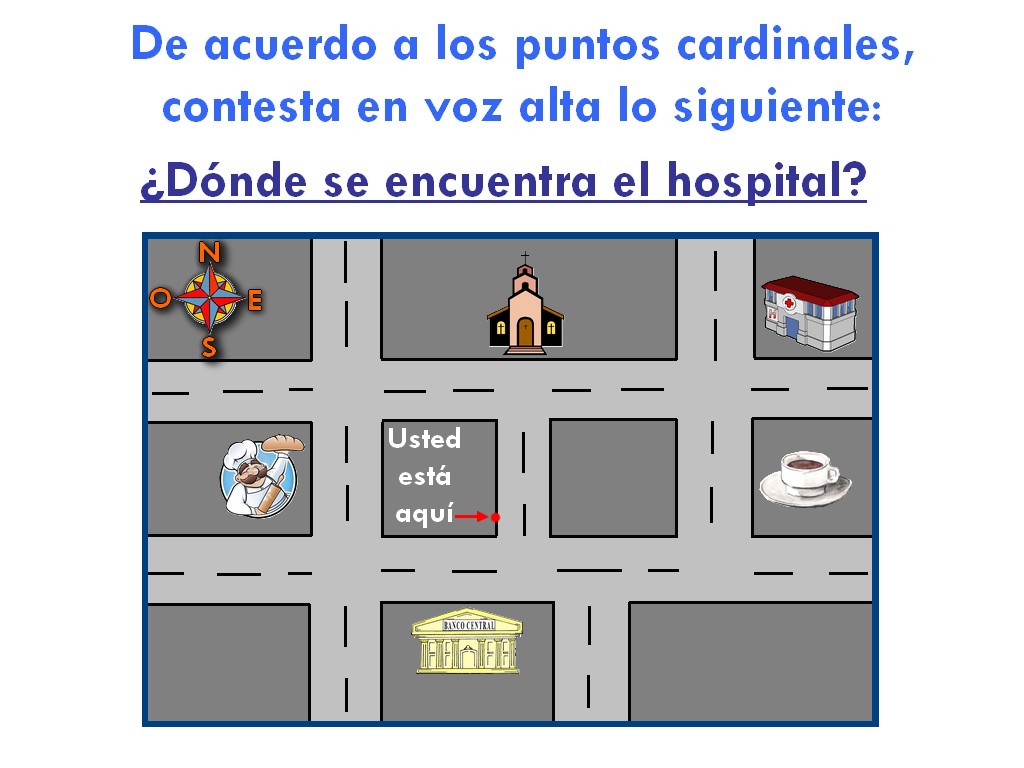 De acuerdo a los puntos cardinales,
contesta en voz alta lo siguiente:
¿Dónde se encuentra el hospital?
N
O E
S
H
Usted
está
aquí
BANCO CENTRAL